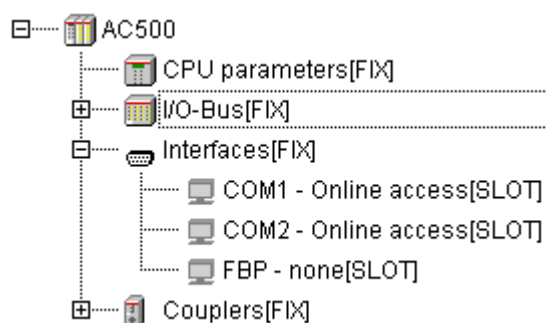 AC500
CPU parameters[FIX]
I/O-Bus[FIX]
Interfaces[FIX]
COM1 - Online access[SLOT]
COM2 - Online access[SLOT]
FBP - none[SLOT]
Couplers[FIX]